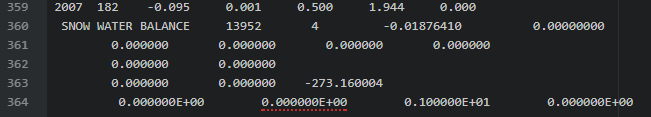 359 2007 182 -0.095 0.001 0.500 1.944 0.000
360 SNOW WATER BALANCE 13952 4 -0.01876410 0.00000000
361 0.000000 0.000000 0.000000 0.000000
362 0.000000 0.000000
363 0.000000 0.000000 -273.160004
364 0.000000E+00 0.000000E+00 0.100000E+01 0.000000E+00